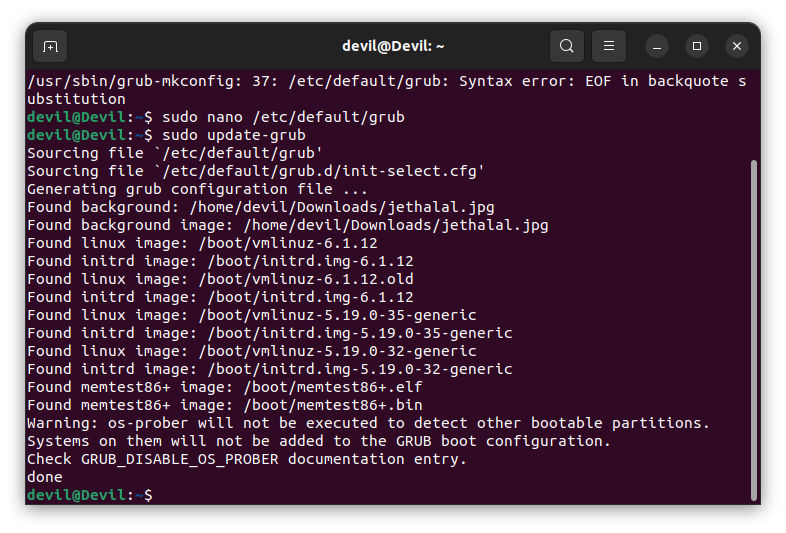 devil@Devil: ~
/usr/sbin/grub-mkconfig: 37: /etc/default/grub: Syntax error: EOF in backquote s
ubstitution
devil@Devil:~$ sudo nano /etc/default/grub
devil@Devil:~$ sudo update-grub
Sourcing file `/etc/default/grub'
Sourcing file `/etc/default/grub.d/init-select.cfg'
Generating grub configuration file ...
Found background: /home/devil/Downloads/jethalal.jpg
Found background image: /home/devil/Downloads/jethalal.jpg
Found linux image: /boot/vmlinuz-6.1.12
Found initrd image: /boot/initrd.img-6.1.12
Found linux image: /boot/vmlinuz-6.1.12.old
Found initrd image: /boot/initrd.img-6.1.12
Found linux image: /boot/vmlinuz-5.19.0-35-generic
Found initrd image: /boot/initrd.img-5.19.0-35-generic
Found linux image: /boot/vmlinuz-5.19.0-32-generic
Found initrd image: /boot/initrd.img-5.19.0-32-generic
Found memtest86+ image: /boot/memtest86+.elf
Found memtest86+ image: /boot/memtest86+.bin
Warning: os-prober will not be executed to detect other bootable partitions.
Systems on them will not be added to the GRUB boot configuration.
Check GRUB_DISABLE_OS_PROBER documentation entry.
done
devil@Devil:~$